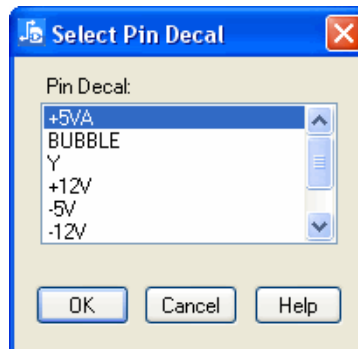 Select Pin Decal
Pin Decal:
+5VA
BUBBLE
Y
+12V
-5V
-12V
OK Cancel Help